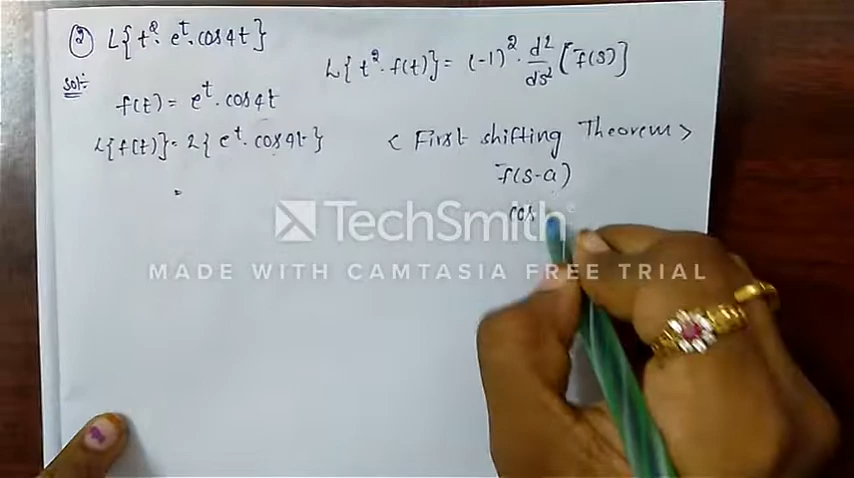 ② L{t². eᵗ. cos4t}
L{t². f(t)} = (-1)². d²/ds² [f̄(s)]
Sol:-
f(t) = eᵗ. cos4t
L{f(t)} = L{eᵗ. cos4t}
< First shifting Theorem >
f̄(s-a)
=
cos
TechSmith
MADE WITH CAMTASIA FREE TRIAL